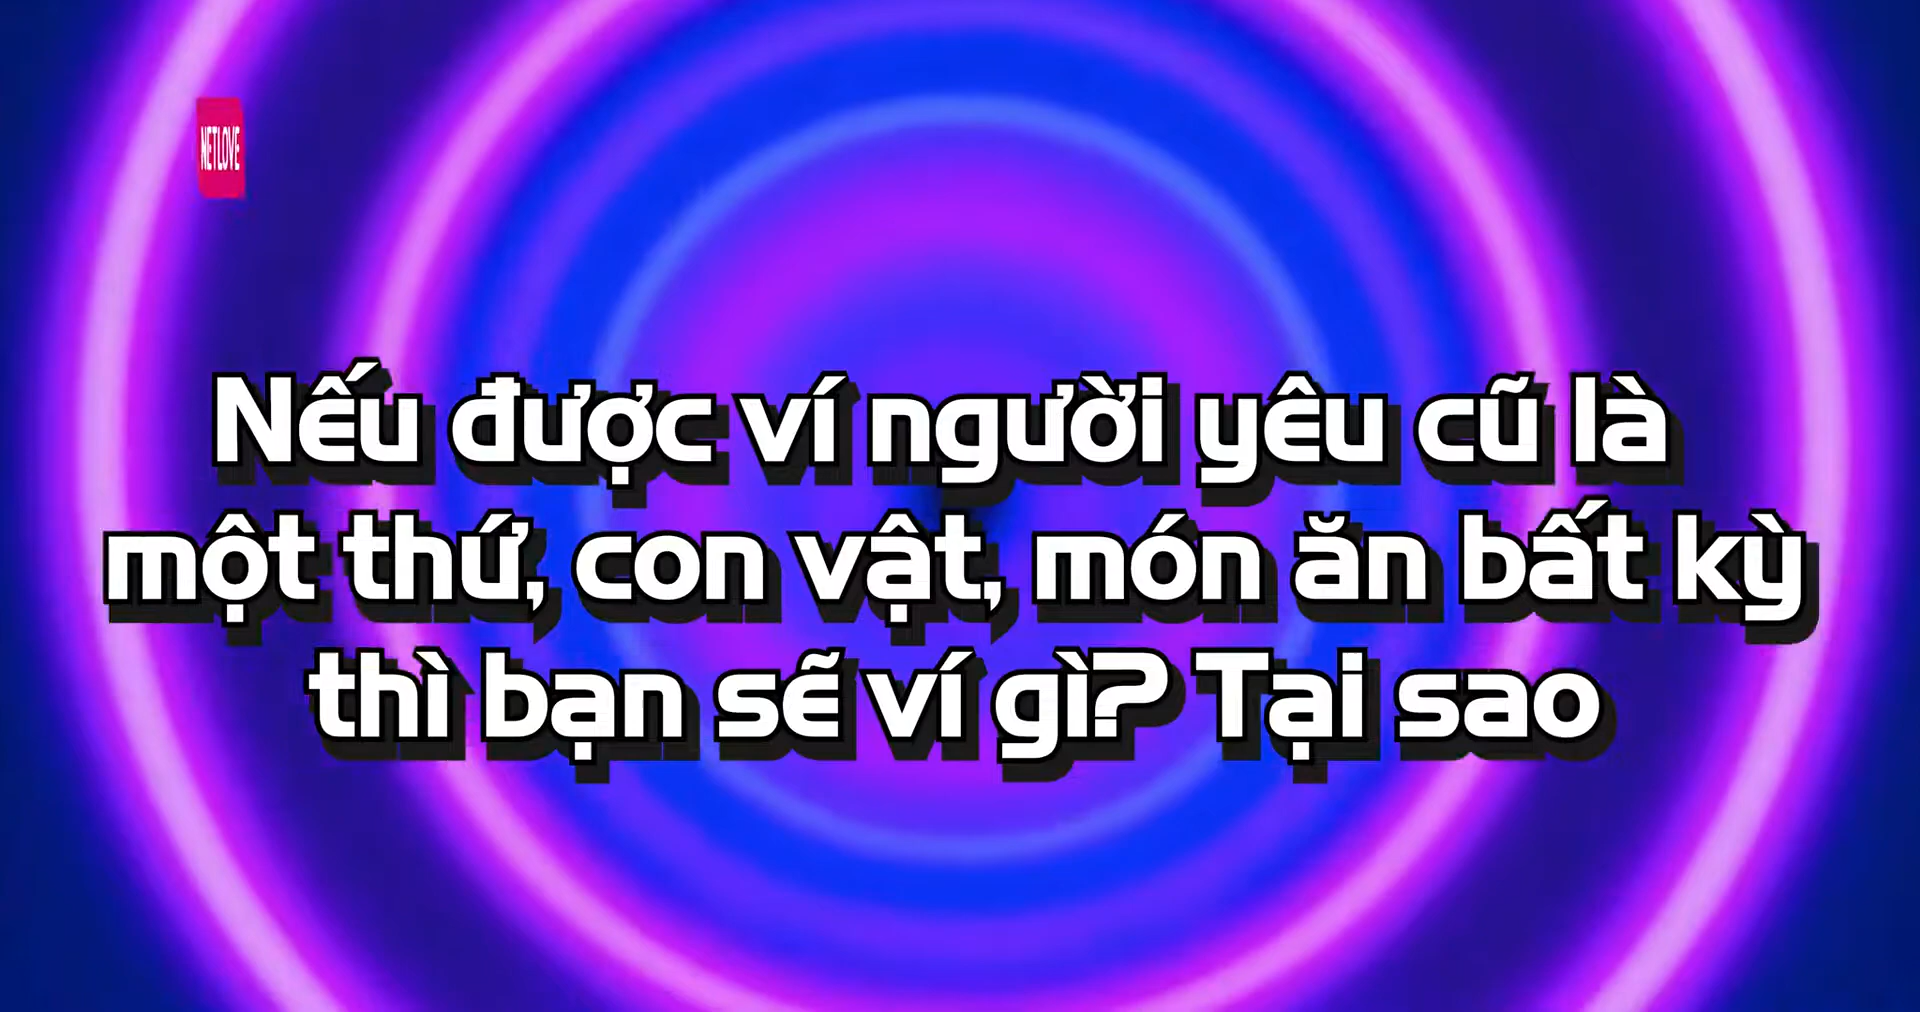 NETLOVE
Nếu được ví người yêu cũ là
một thứ, con vật, món ăn bất kỳ
thì bạn sẽ ví gì? Tại sao